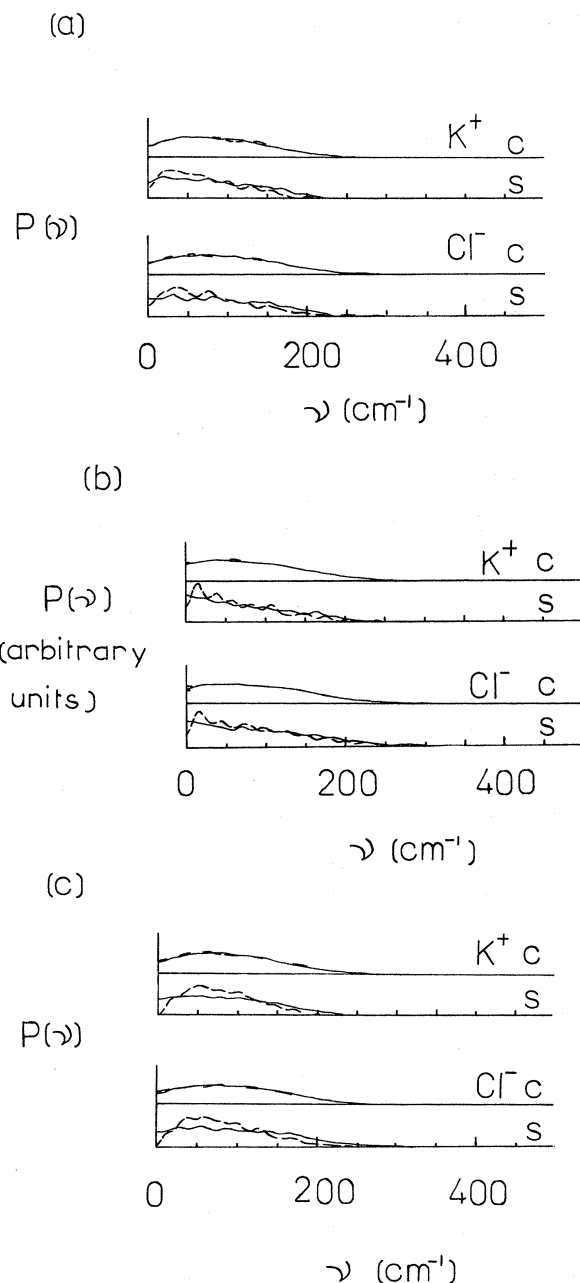 (a)
K⁺ C
S
P(ν)
Cl⁻ C
S
0 200 400
ν (cm⁻¹)
(b)
K⁺ C
P(ν) S
(arbitrary
units) Cl⁻ C
S
0 200 400
ν (cm⁻¹)
(c)
K⁺ C
S
P(ν)
Cl⁻ C
S
0 200 400
ν (cm⁻¹)